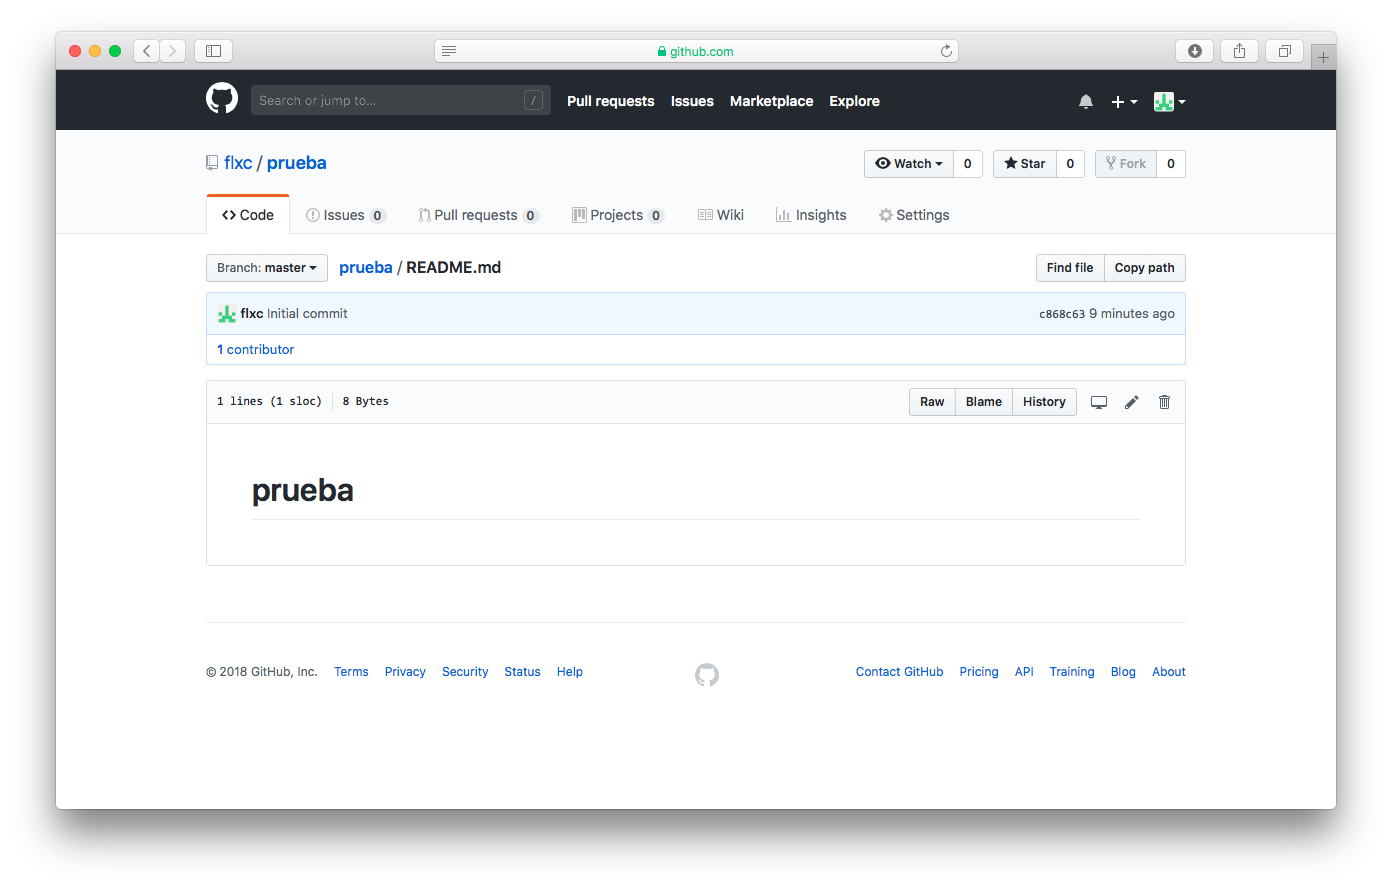 github.com
Search or jump to... / Pull requests Issues Marketplace Explore
flxc / prueba Watch 0 Star 0 Fork 0
Code Issues 0 Pull requests 0 Projects 0 Wiki Insights Settings
Branch: master prueba / README.md Find file Copy path
flxc Initial commit c868c63 9 minutes ago
1 contributor
1 lines (1 sloc) 8 Bytes Raw Blame History
prueba
© 2018 GitHub, Inc. Terms Privacy Security Status Help Contact GitHub Pricing API Training Blog About